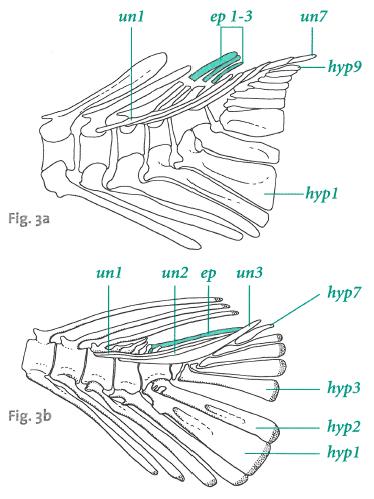 un1 ep 1-3 un7
hyp9
hyp1
Fig. 3a
un1 un2 ep un3
hyp7
hyp3
Fig. 3b
hyp2
hyp1